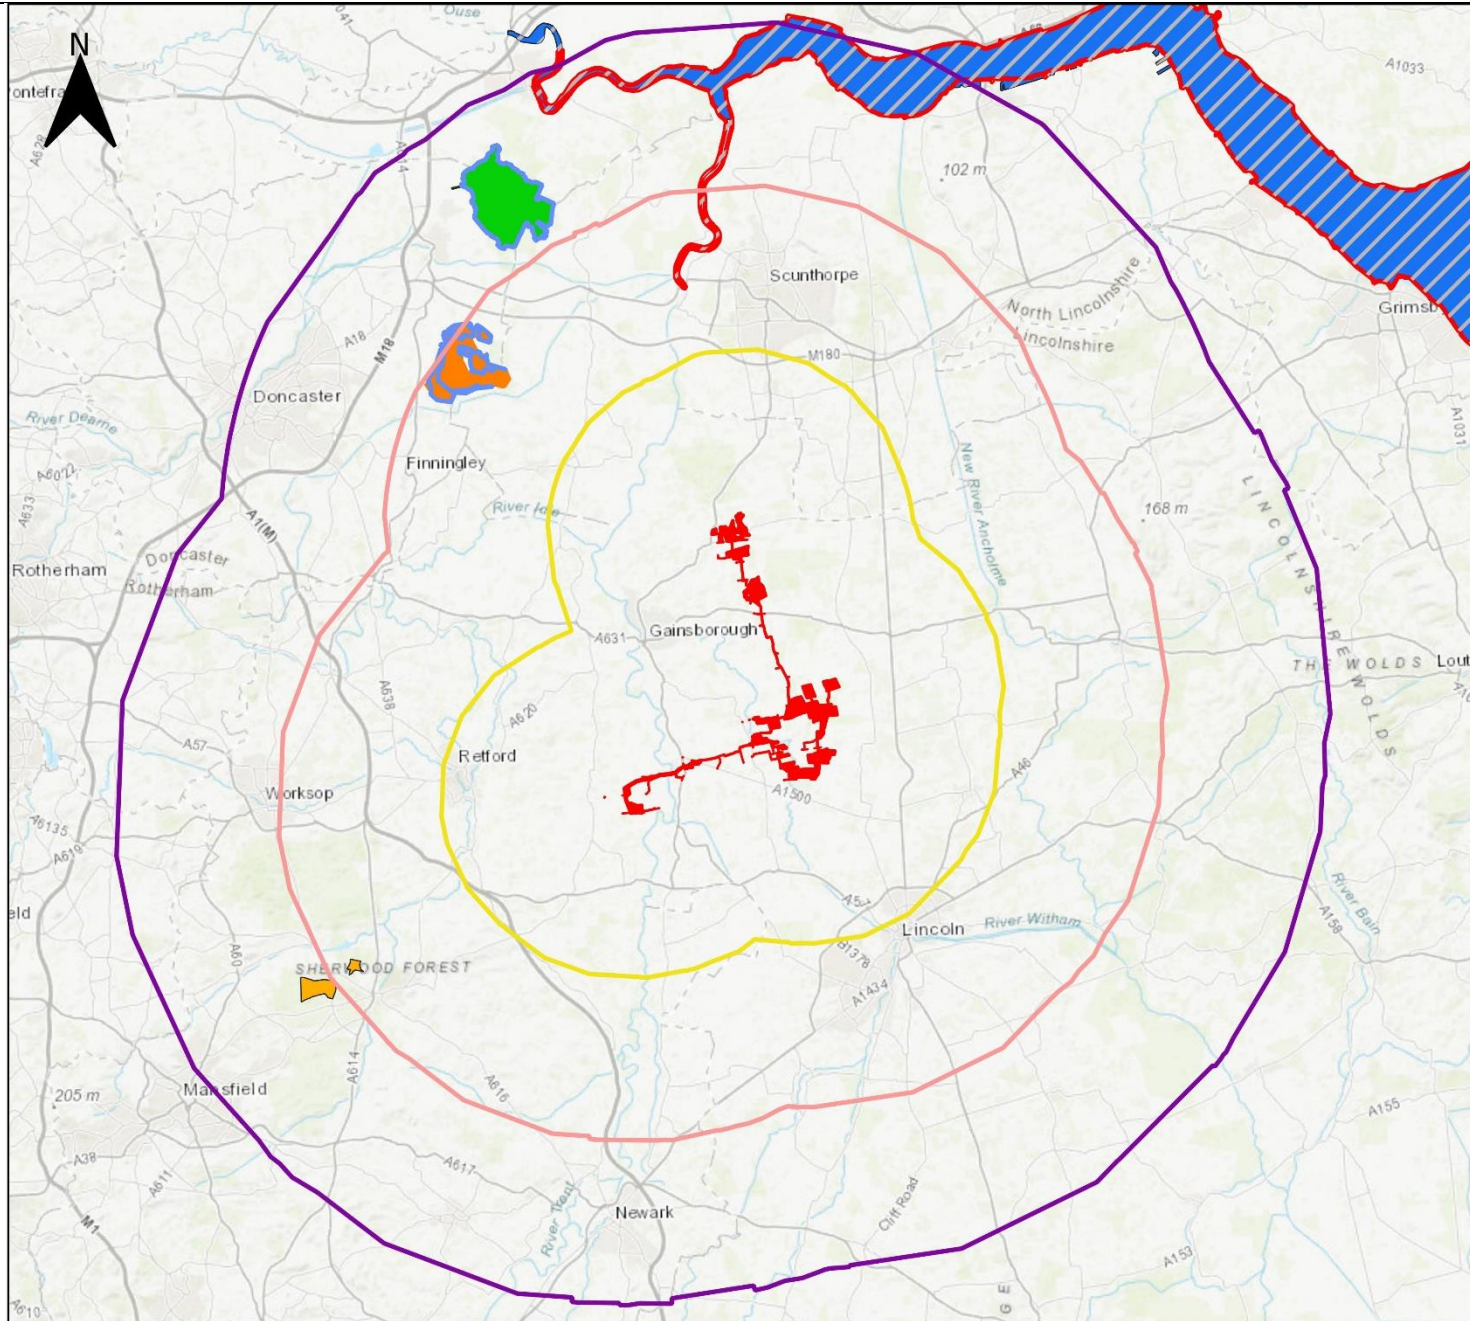 N
Ouse
A1033
A628
102 m
Scunthorpe
North Lincolnshire
Lincolnshire
Grimsb
A18
M18
M180
Doncaster
River Dearne
A1031
Finningley
A633
A1(M)
River Idle
New River Ancholme
168 m
LINCOLNSHIRE WOLDS
Doncaster
Rotherham
Rotherham
A631
Gainsborough
THE WOLDS
Lout
A638
A620
A57
Retford
A46
Worksop
A1500
A6135
A619
A57
eld
Lincoln
River Witham
River Bain
A158
A60
B1378
SHERWOOD FOREST
A1434
A614
A616
Mansfield
205 m
A155
A38
A617
A611
M1
Newark
River Trent
Cliff Road
A153
GE